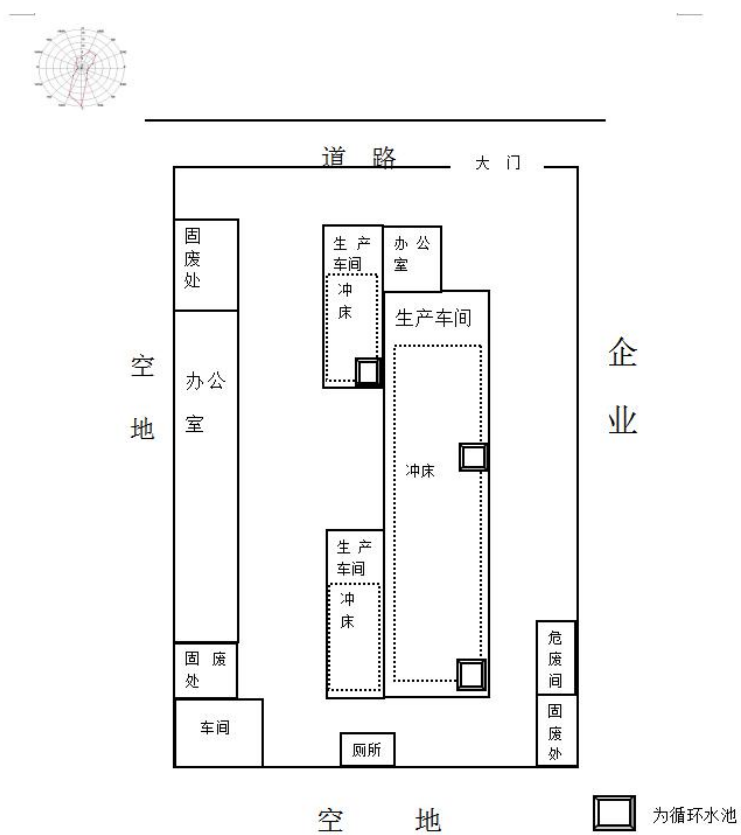 道 路
大 门
固
废
处
生 产
车间
冲
床
办 公
室
生产车间
冲床
企
业
空
地
办公
室
生 产
车间
冲
床
固 废
处
车间
厕所
危
废
间
固
废
处
空 地
为循环水池